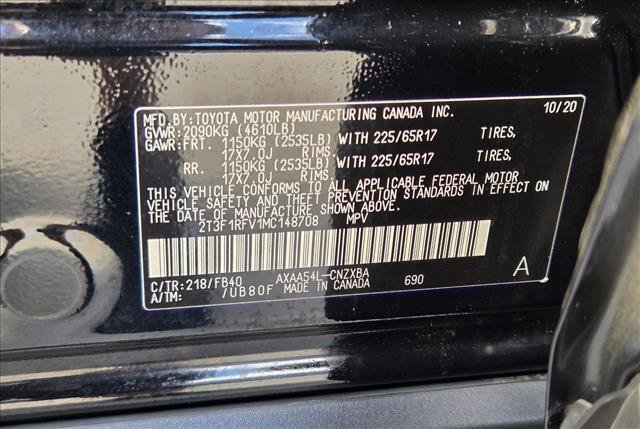 MFD.BY:TOYOTA MOTOR MANUFACTURING CANADA INC. 10/20
GVWR:2090KG (4610LB)
GAWR:FRT. 1150KG (2535LB) WITH 225/65R17 TIRES,
17X7.0J RIMS.
RR. 1150KG (2535LB) WITH 225/65R17 TIRES,
17X7.0J RIMS.
THIS VEHICLE CONFORMS TO ALL APPLICABLE FEDERAL MOTOR
VEHICLE SAFETY AND THEFT PREVENTION STANDARDS IN EFFECT ON
THE DATE OF MANUFACTURE SHOWN ABOVE.
2T3F1RFV1MC148708 MPV
C/TR:218/FB40 AXAA54L-CNZXBA 690 A
A/TM: /UB80F MADE IN CANADA